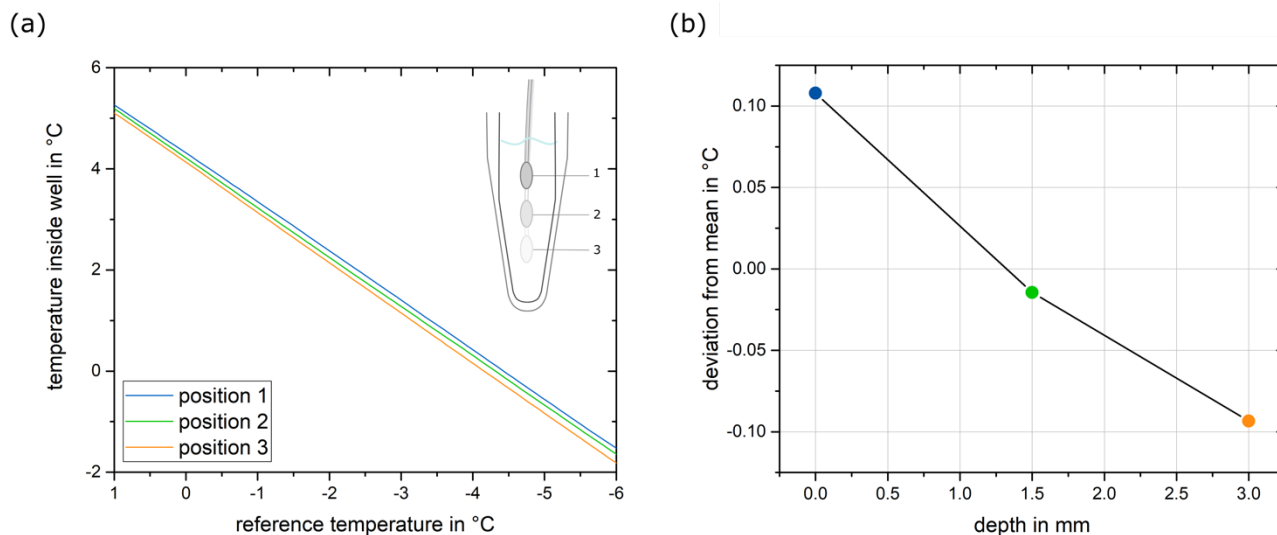 (a)
6
4
2
0
-2
1 0 -1 -2 -3 -4 -5 -6
temperature inside well in °C
reference temperature in °C
position 1
position 2
position 3
1
2
3
(b)
0.10
0.05
0.00
-0.05
-0.10
0.0 0.5 1.0 1.5 2.0 2.5 3.0
deviation from mean in °C
depth in mm